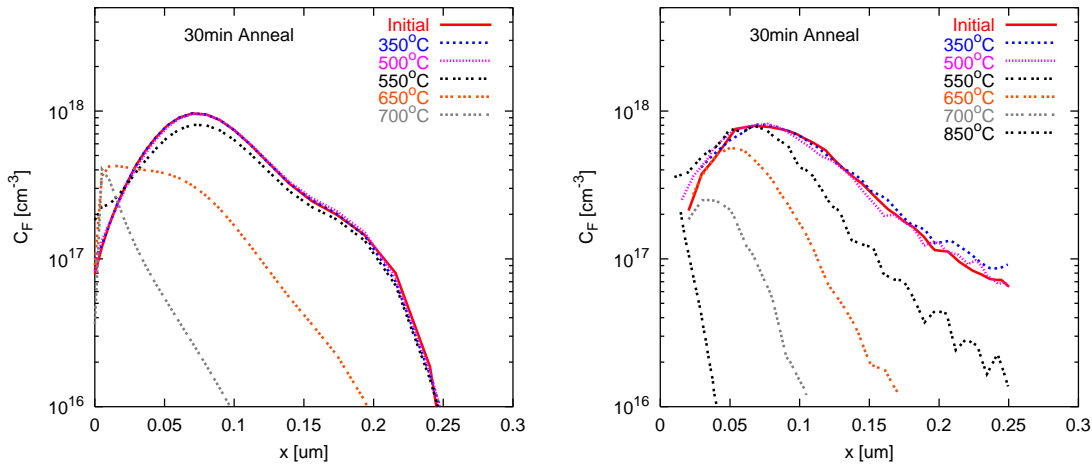 30min Anneal
Initial
350°C
500°C
550°C
650°C
700°C
10^18
10^17
10^16
C_F [cm^-3]
0 0.05 0.1 0.15 0.2 0.25 0.3
x [um]
30min Anneal
Initial
350°C
500°C
550°C
650°C
700°C
850°C
10^18
10^17
10^16
C_F [cm^-3]
0 0.05 0.1 0.15 0.2 0.25 0.3
x [um]